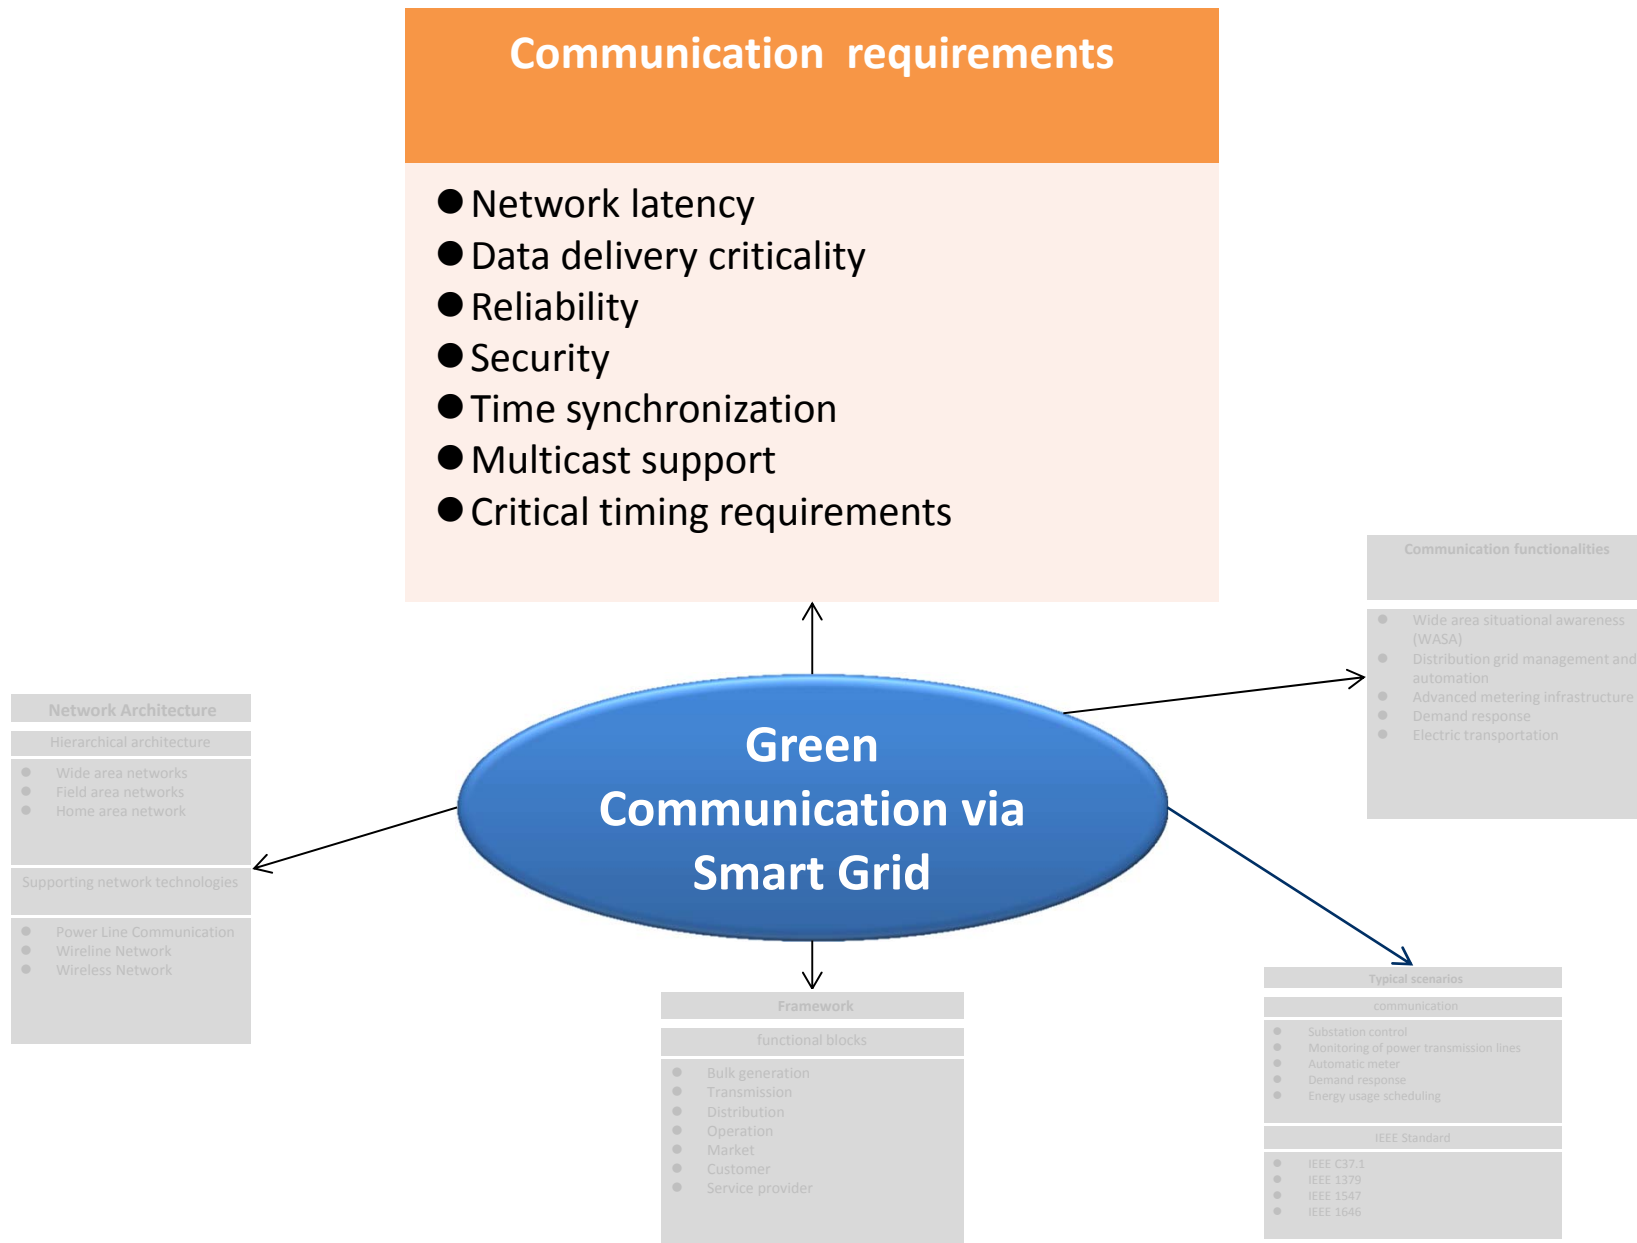 Communication requirements
● Network latency
● Data delivery criticality
● Reliability
● Security
● Time synchronization
● Multicast support
● Critical timing requirements
Communication functionalities
● Wide area situational awareness
(WASA)
● Distribution grid management and
automation
● Advanced metering infrastructure
● Demand response
● Electric transportation
Network Architecture
Hierarchical architecture
● Wide area networks
● Field area networks
● Home area network
Supporting network technologies
● Power Line Communication
● Wireline Network
● Wireless Network
Green
Communication via
Smart Grid
Framework
functional blocks
● Bulk generation
● Transmission
● Distribution
● Operation
● Market
● Customer
● Service provider
Typical scenarios
communication
● Substation control
● Monitoring of power transmission lines
● Automatic meter
● Demand response
● Energy usage scheduling
IEEE Standard
● IEEE C37.1
● IEEE 1379
● IEEE 1547
● IEEE 1646